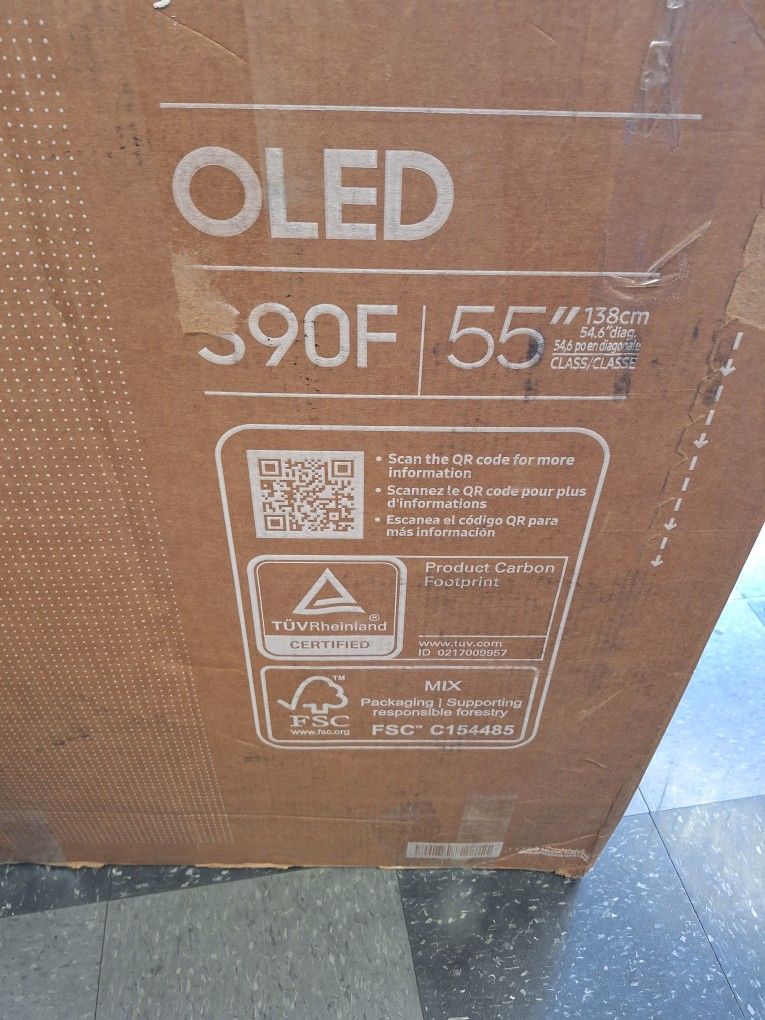 OLED
S90F 55″ 138cm
54.6″diag.
54,6 po en diagonale
CLASS/CLASSE
• Scan the QR code for more
information
• Scannez le QR code pour plus
d'informations
• Escanea el código QR para
más información
TÜVRheinland®
CERTIFIED
Product Carbon
Footprint
www.tuv.com
ID 0217009957
FSC™
www.fsc.org
MIX
Packaging | Supporting
responsible forestry
FSC™ C154485